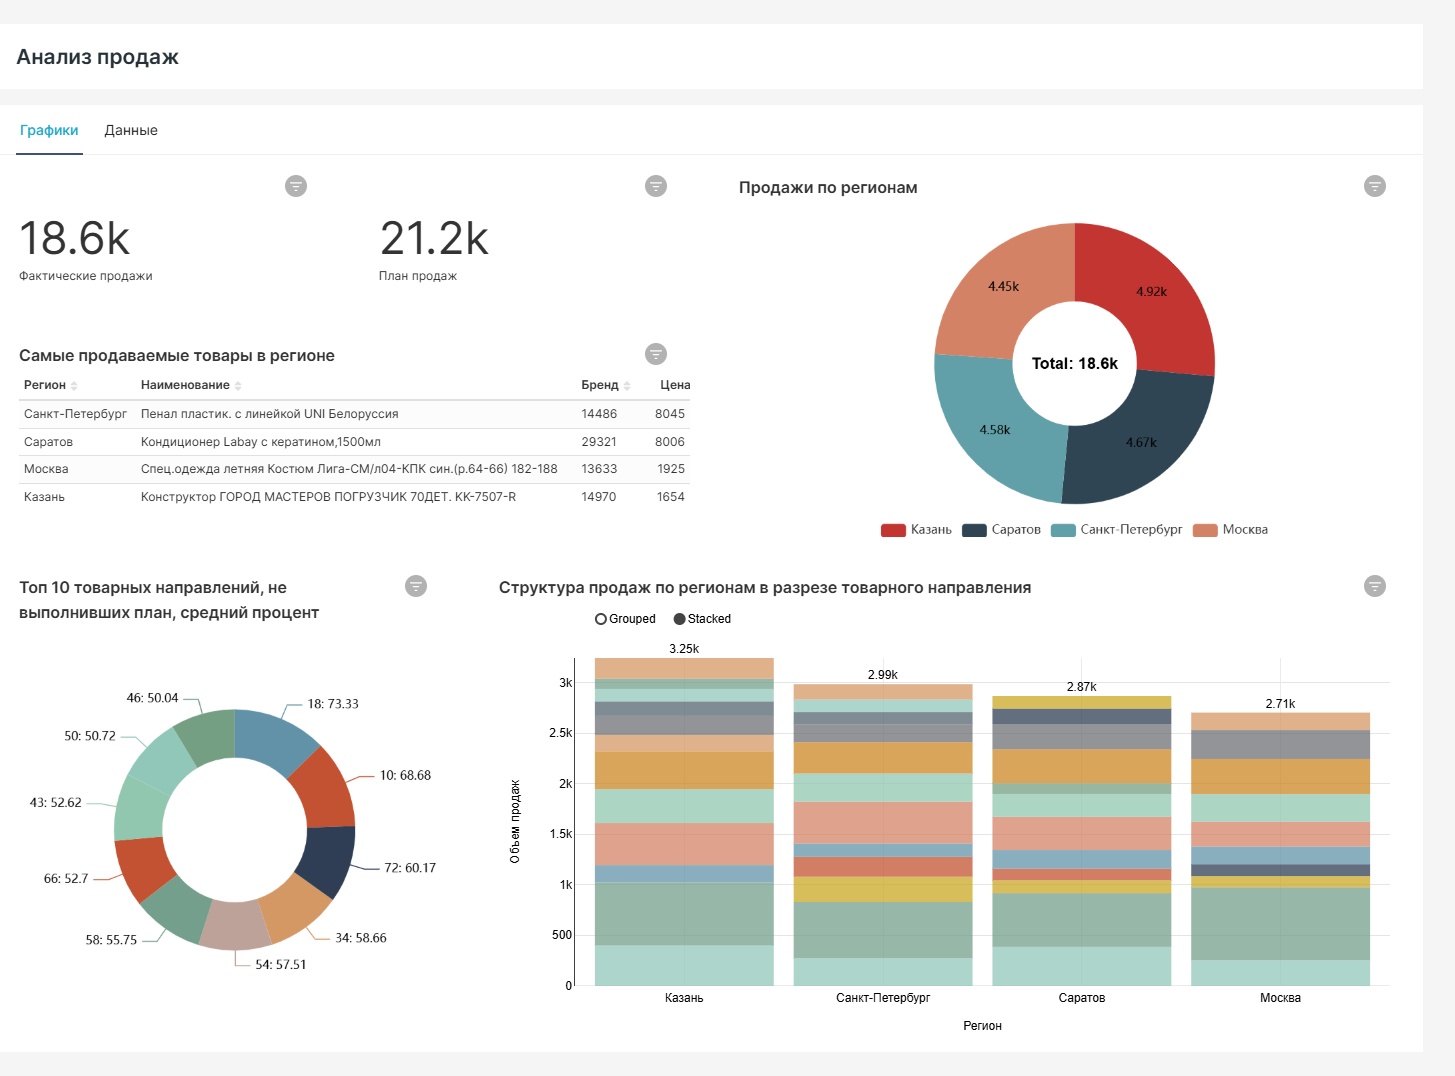 Анализ продаж
Графики Данные
18.6k
Фактические продажи
21.2k
План продаж
Продажи по регионам
4.45k
4.92k
Total: 18.6k
4.58k
4.67k
Казань Саратов Санкт-Петербург Москва
Самые продаваемые товары в регионе
Регион Наименование Бренд Цена
Санкт-Петербург Пенал пластик. с линейкой UNI Белоруссия 14486 8045
Саратов Кондиционер Labay с кератином,1500мл 29321 8006
Москва Спец.одежда летняя Костюм Лига-СМ/л04-КПК син.(р.64-66) 182-188 13633 1925
Казань Конструктор ГОРОД МАСТЕРОВ ПОГРУЗЧИК 70ДЕТ. KK-7507-R 14970 1654
Топ 10 товарных направлений, не
выполнивших план, средний процент
46: 50.04
18: 73.33
50: 50.72
10: 68.68
43: 52.62
72: 60.17
66: 52.7
34: 58.66
58: 55.75
54: 57.51
Структура продаж по регионам в разрезе товарного направления
Grouped Stacked
3.25k
2.99k
2.87k
2.71k
3k
2.5k
2k
1.5k
1k
500
0
Объем продаж
Казань Санкт-Петербург Саратов Москва
Регион